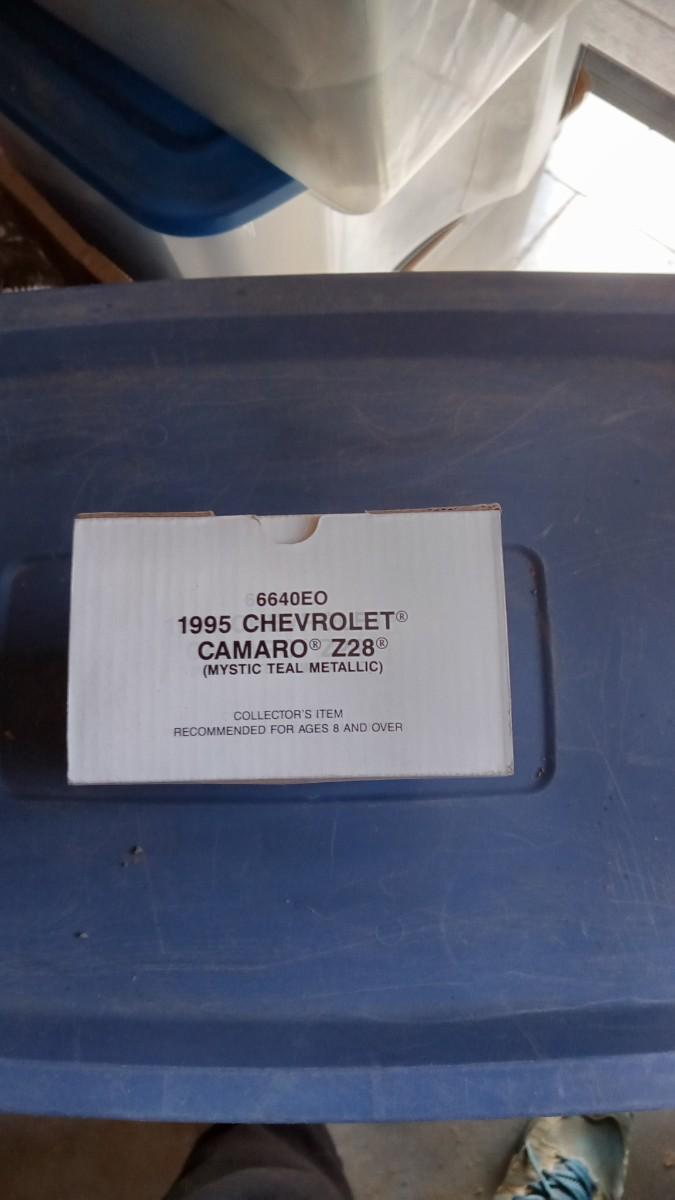 6640EO
1995 CHEVROLET®
CAMARO® Z28®
(MYSTIC TEAL METALLIC)
COLLECTOR'S ITEM
RECOMMENDED FOR AGES 8 AND OVER